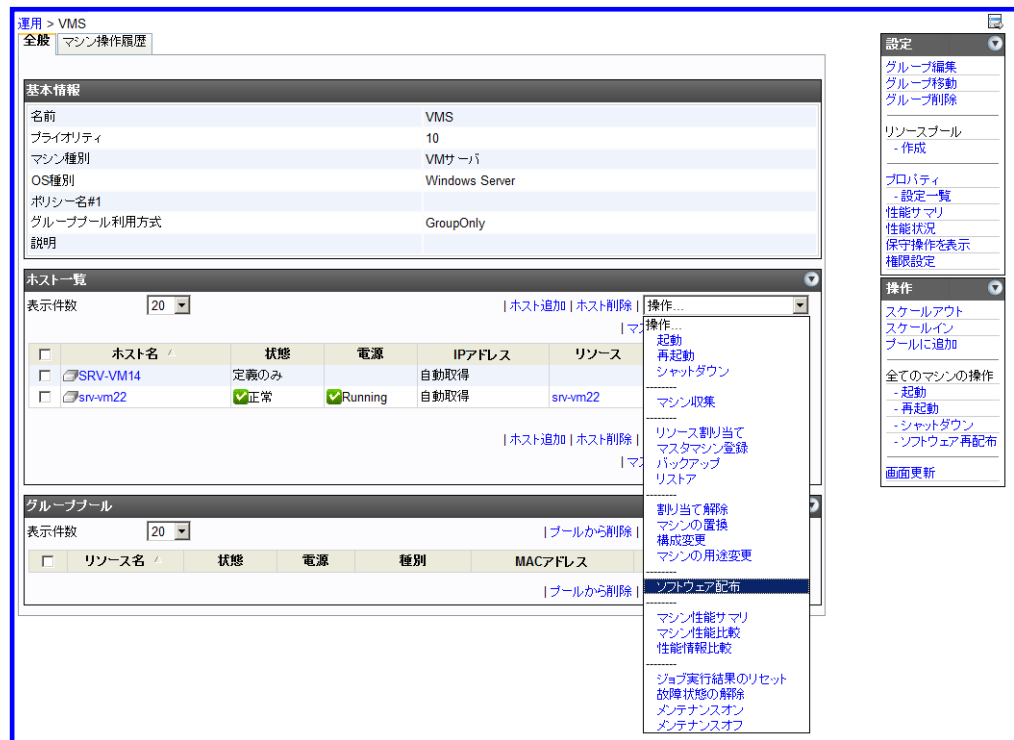 運用 > VMS
全般 マシン操作履歴
基本情報
名前 VMS
プライオリティ 10
マシン種別 VMサーバ
OS種別 Windows Server
ポリシー名#1
グループプール利用方式 GroupOnly
説明
ホスト一覧
表示件数 20 | ホスト追加 | ホスト削除 | 操作...
| マ
ホスト名 状態 電源 IPアドレス リソース
SRV-VM14 定義のみ 自動取得
srv-vm22 正常 Running 自動取得 srv-vm22
| ホスト追加 | ホスト削除 |
| マ
グループプール
表示件数 20 | プールから削除 |
リソース名 状態 電源 種別 MACアドレス
| プールから削除 |
操作...
起動
再起動
シャットダウン
--------
マシン収集
--------
リソース割り当て
マスタマシン登録
バックアップ
リストア
--------
割り当て解除
マシンの置換
構成変更
マシンの用途変更
--------
ソフトウェア配布
--------
マシン性能サマリ
マシン性能比較
性能情報比較
--------
ジョブ実行結果のリセット
故障状態の解除
メンテナンスオン
メンテナンスオフ
設定
グループ編集
グループ移動
グループ削除
リソースプール
- 作成
プロパティ
- 設定一覧
性能サマリ
性能状況
保守操作を表示
権限設定
操作
スケールアウト
スケールイン
プールに追加
全てのマシンの操作
- 起動
- 再起動
- シャットダウン
- ソフトウェア再配布
画面更新